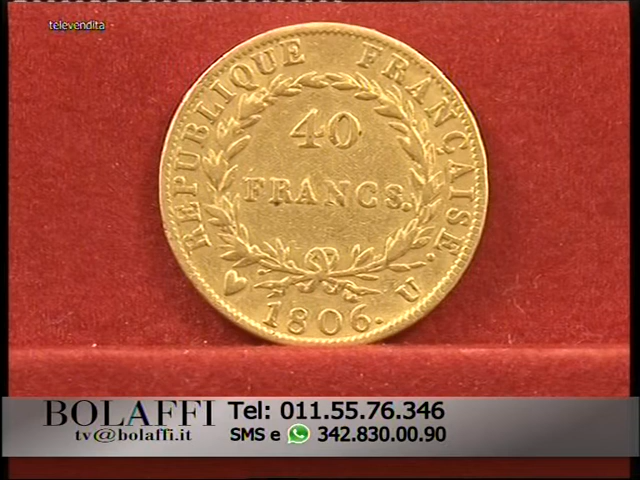 televendita
REPUBLIQUE FRANÇAISE.
40
FRANCS.
U
1806.
BOLAFFI
tv@bolaffi.it
Tel: 011.55.76.346
SMS e 342.830.00.90